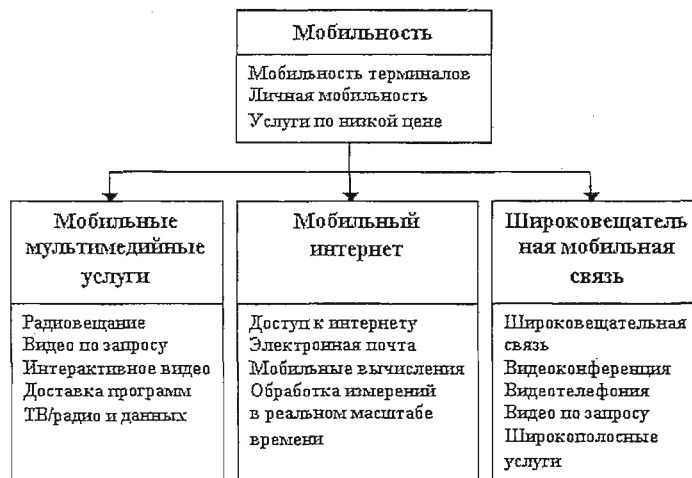 Мобильность
Мобильность терминалов
Личная мобильность
Услуги по низкой цене
Мобильные
мультимедийные
услуги
Радиовещание
Видео по запросу
Интерактивное видео
Доставка программ
ТВ/радио и данных
Мобильный
интернет
Доступ к интернету
Электронная почта
Мобильные вычисления
Обработка измерений
в реальном масштабе
времени
Широковещатель
ная мобильная
связь
Широковещательная
связь
Видеоконференция
Видеотелефония
Видео по запросу
Широкополосные
услуги